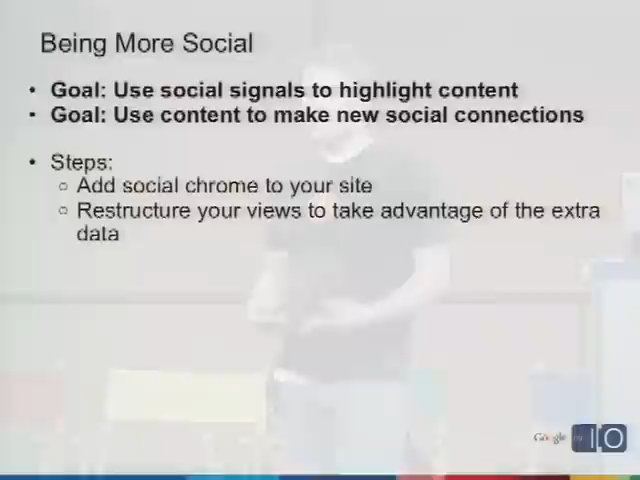 Being More Social
• Goal: Use social signals to highlight content
• Goal: Use content to make new social connections
• Steps:
○ Add social chrome to your site
○ Restructure your views to take advantage of the extra
data
Google IO